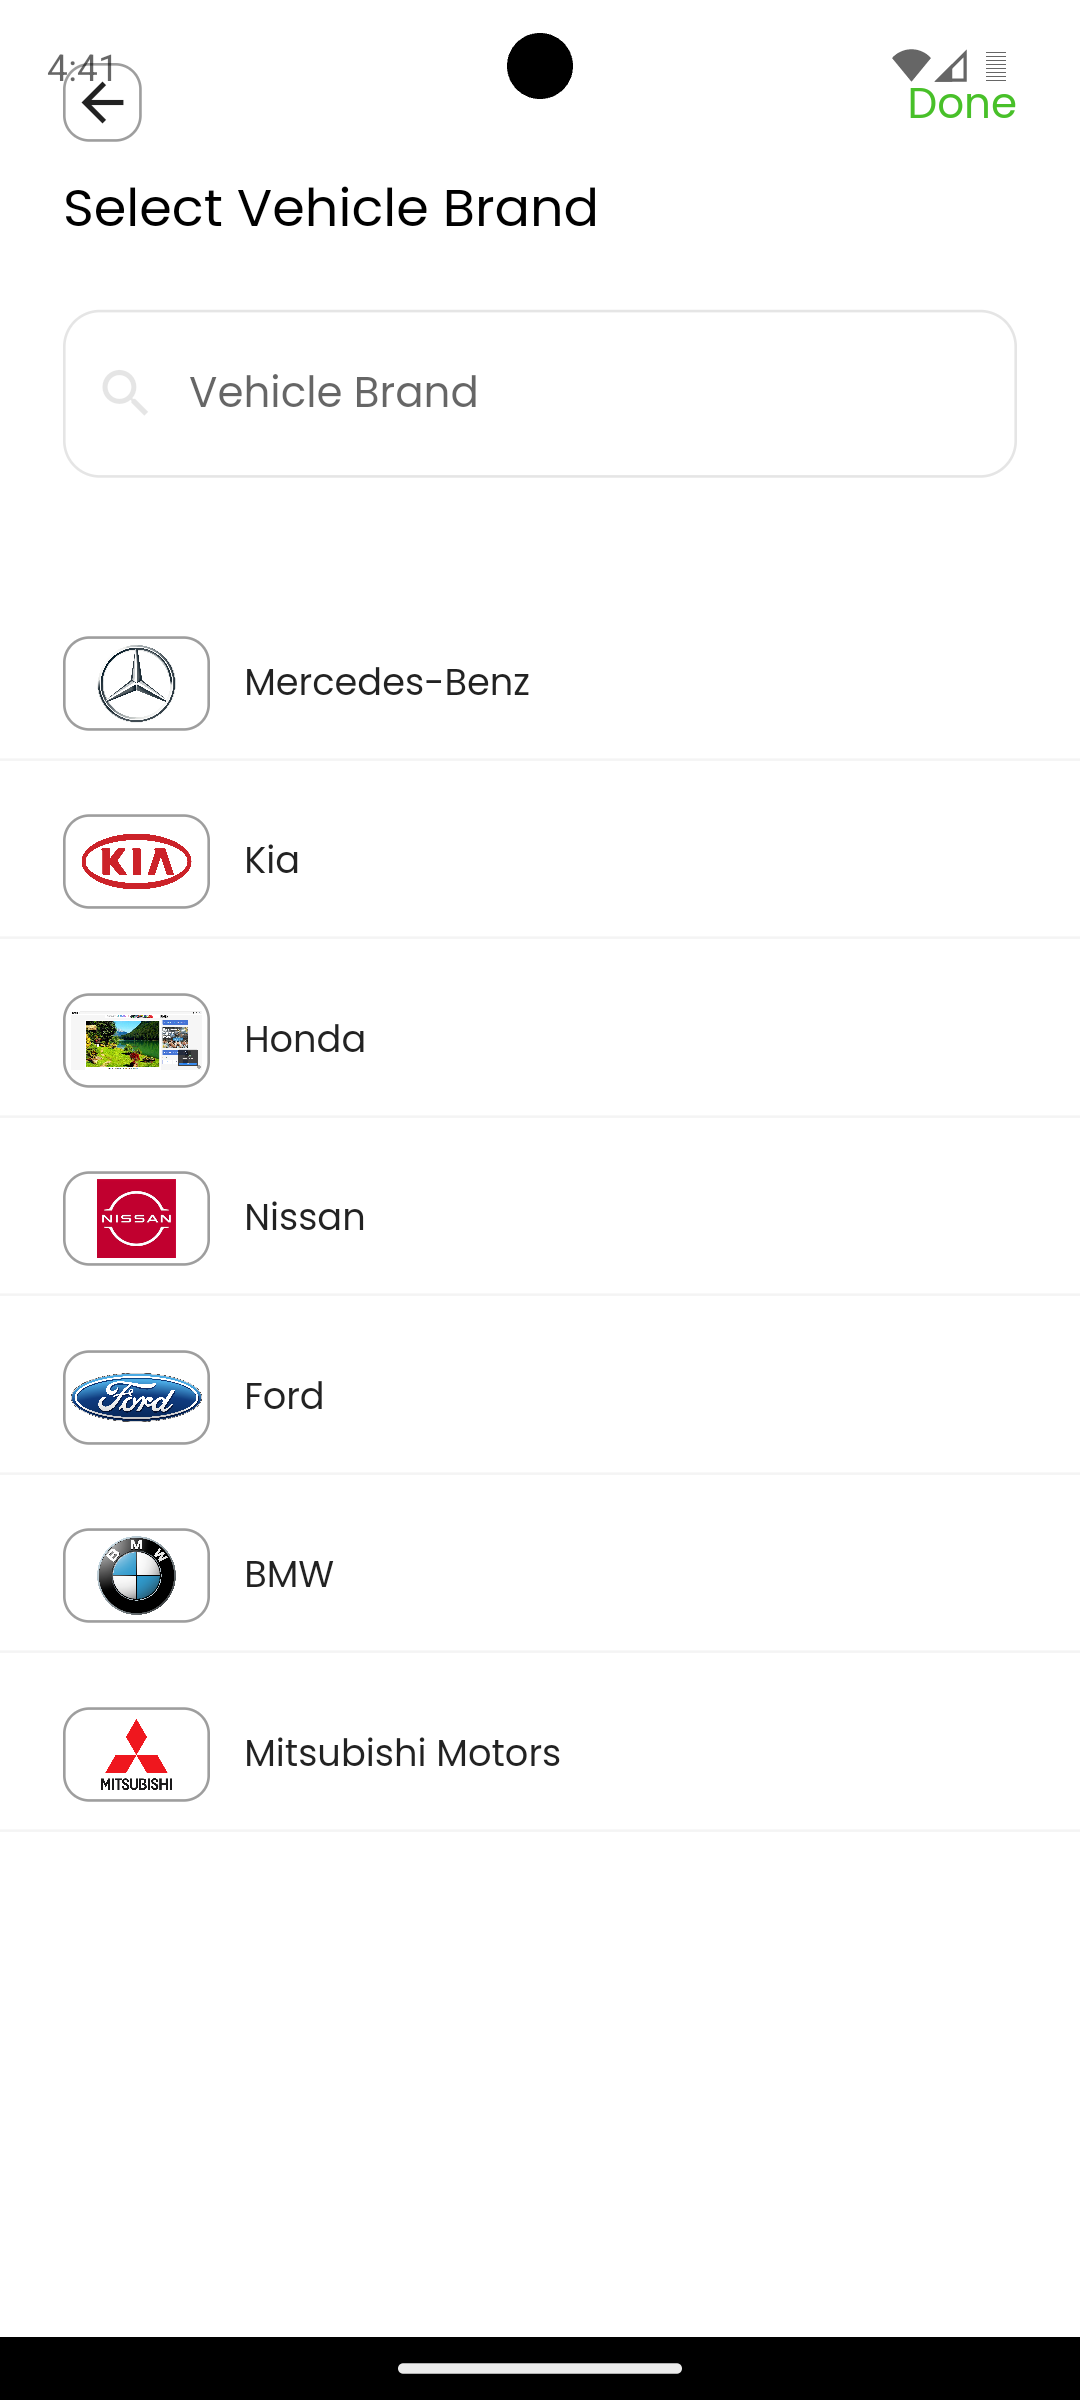 4:41
Done
Select Vehicle Brand
Vehicle Brand
Mercedes-Benz
KIA
Kia
Honda
NISSAN
Nissan
Ford
Ford
BMW
BMW
MITSUBISHI
Mitsubishi Motors